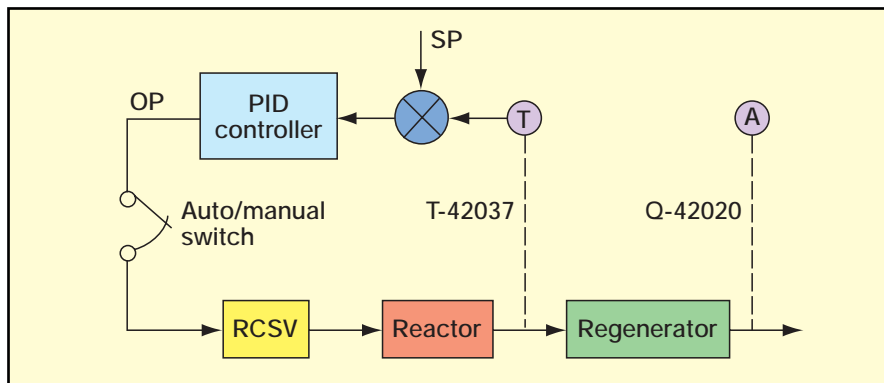 SP
OP
PID
controller
T
A
Auto/manual
switch
T-42037
Q-42020
RCSV
Reactor
Regenerator